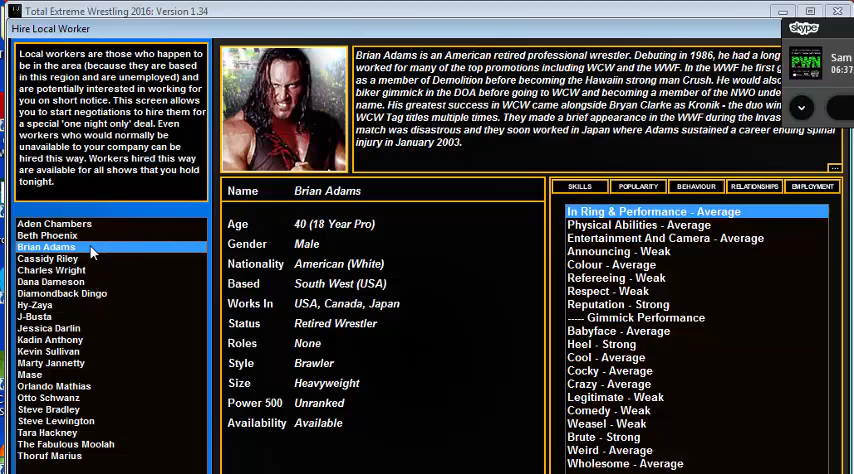 Total Extreme Wrestling 2016: Version 1.34
Hire Local Worker
skype
Sam
06:37
PWN
Local workers are those who happen to
be in the area (because they are based
in this region and are unemployed) and
are potentially interested in working for
you on short notice. This screen allows
you to start negotiations to hire them for
a special 'one night only' deal. Even
workers who would normally be
unavailable to your company can be
hired this way. Workers hired this way
are available for all shows that you hold
tonight.
Brian Adams is an American retired professional wrestler. Debuting in 1986, he had a long
worked for many of the top promotions including WCW and the WWF. In the WWF he first g
as a member of Demolition before becoming the Hawaiin strong man Crush. He would also
biker gimmick in the DOA before going to WCW and becoming a member of the NWO unde
name. His greatest success in WCW came alongside Bryan Clarke as Kronik - the duo win
WCW Tag titles multiple times. They made a brief appearance in the WWF during the Invas
match was disastrous and they soon worked in Japan where Adams sustained a career ending spinal
injury in January 2003.
...
Aden Chambers
Beth Phoenix
Brian Adams
Cassidy Riley
Charles Wright
Dana Dameson
Diamondback Dingo
Hy-Zaya
J-Busta
Jessica Darlin
Kadin Anthony
Kevin Sullivan
Marty Jannetty
Mase
Orlando Mathias
Otto Schwanz
Steve Bradley
Steve Lewington
Tara Hackney
The Fabulous Moolah
Thoruf Marius
Name Brian Adams
Age 40 (18 Year Pro)
Gender Male
Nationality American (White)
Based South West (USA)
Works In USA, Canada, Japan
Status Retired Wrestler
Roles None
Style Brawler
Size Heavyweight
Power 500 Unranked
Availability Available
SKILLS POPULARITY BEHAVIOUR RELATIONSHIPS EMPLOYMENT
In Ring & Performance - Average
Physical Abilities - Average
Entertainment And Camera - Average
Announcing - Weak
Colour - Average
Refereeing - Weak
Respect - Weak
Reputation - Strong
----- Gimmick Performance
Babyface - Average
Heel - Strong
Cool - Average
Cocky - Average
Crazy - Average
Legitimate - Weak
Comedy - Weak
Weasel - Weak
Brute - Strong
Weird - Average
Wholesome - Average